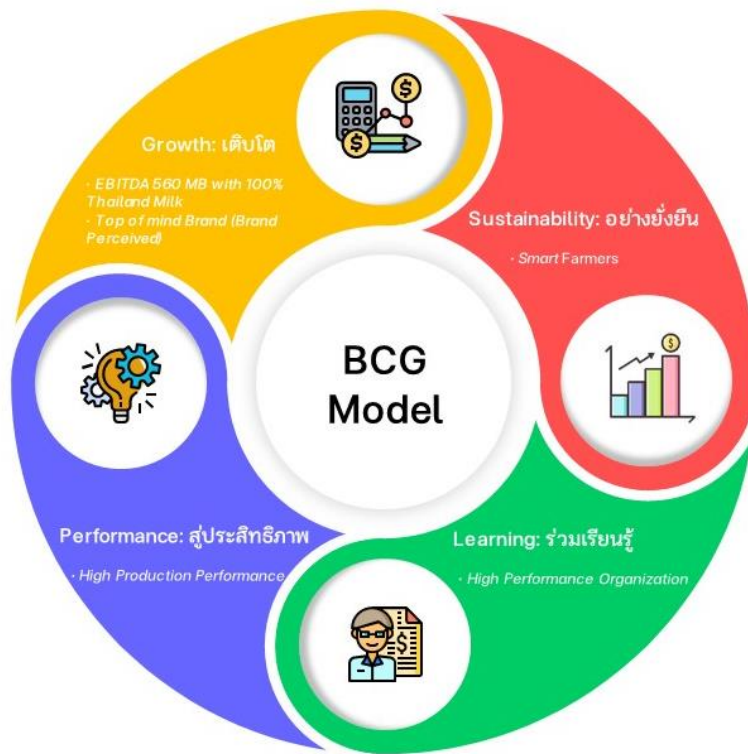 Growth: เติบโต
• EBITDA 560 MB with 100%
Thailand Milk
• Top of mind Brand (Brand
Perceived)
Sustainability: อย่างยั่งยืน
• Smart Farmers
BCG
Model
Performance: สู่ประสิทธิภาพ
• High Production Performance
Learning: ร่วมเรียนรู้
• High Performance Organization